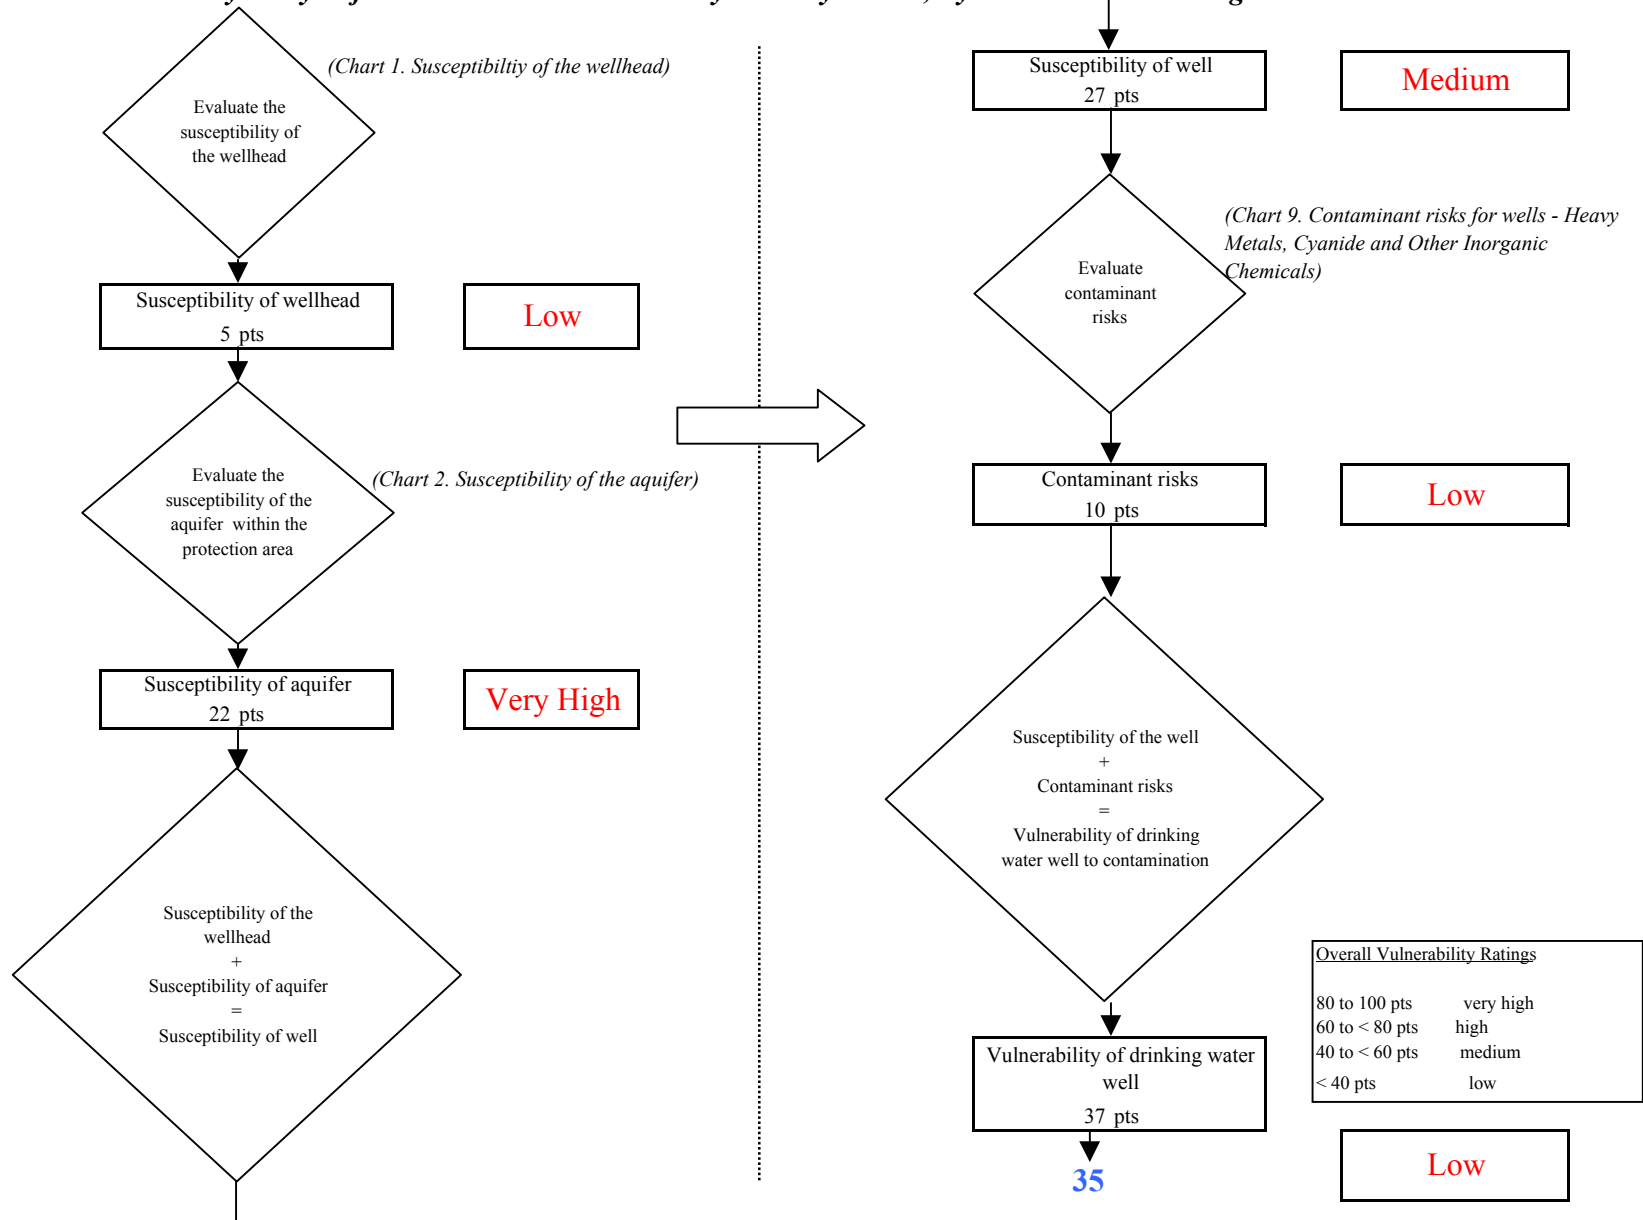 (Chart 1. Susceptibiltiy of the wellhead)
Evaluate the
susceptibility of
the wellhead
Susceptibility of wellhead
5 pts
Low
Evaluate the
susceptibility of the
aquifer within the
protection area
(Chart 2. Susceptibility of the aquifer)
Susceptibility of aquifer
22 pts
Very High
Susceptibility of the
wellhead
+
Susceptibility of aquifer
=
Susceptibility of well
Susceptibility of well
27 pts
Medium
(Chart 9. Contaminant risks for wells - Heavy
Metals, Cyanide and Other Inorganic
Chemicals)
Evaluate
contaminant
risks
Contaminant risks
10 pts
Low
Susceptibility of the well
+
Contaminant risks
=
Vulnerability of drinking
water well to contamination
Overall Vulnerability Ratings
80 to 100 pts very high
60 to < 80 pts high
40 to < 60 pts medium
< 40 pts low
Vulnerability of drinking water
well
37 pts
35
Low